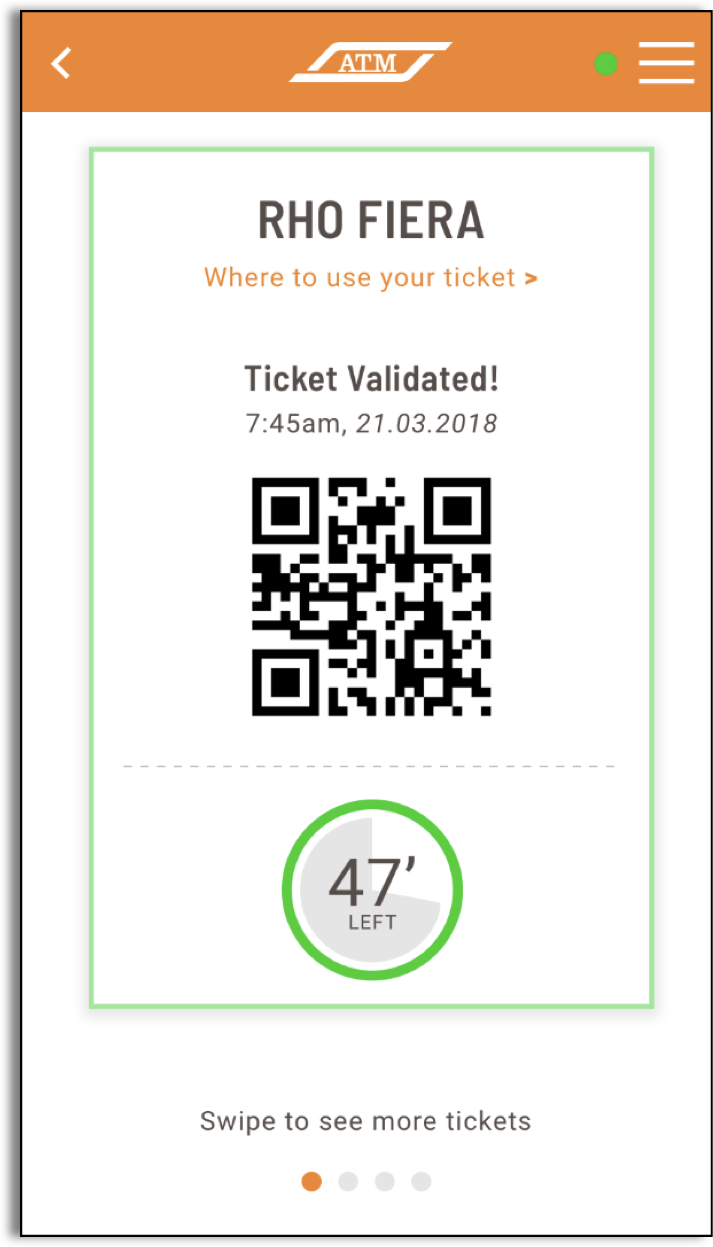 ATM
RHO FIERA
Where to use your ticket >
Ticket Validated!
7:45am, 21.03.2018
47’
LEFT
Swipe to see more tickets